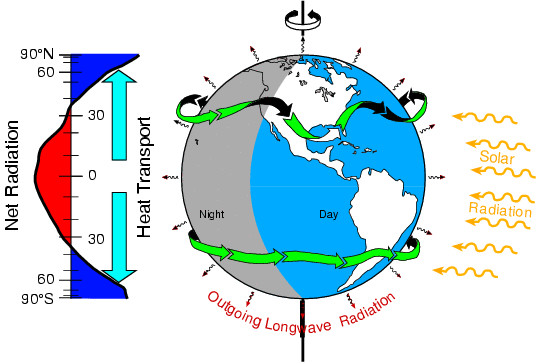 90°N
60
30
0
30
60
90°S
Net Radiation
Heat Transport
Night
Day
Solar
Radiation
Outgoing Longwave Radiation